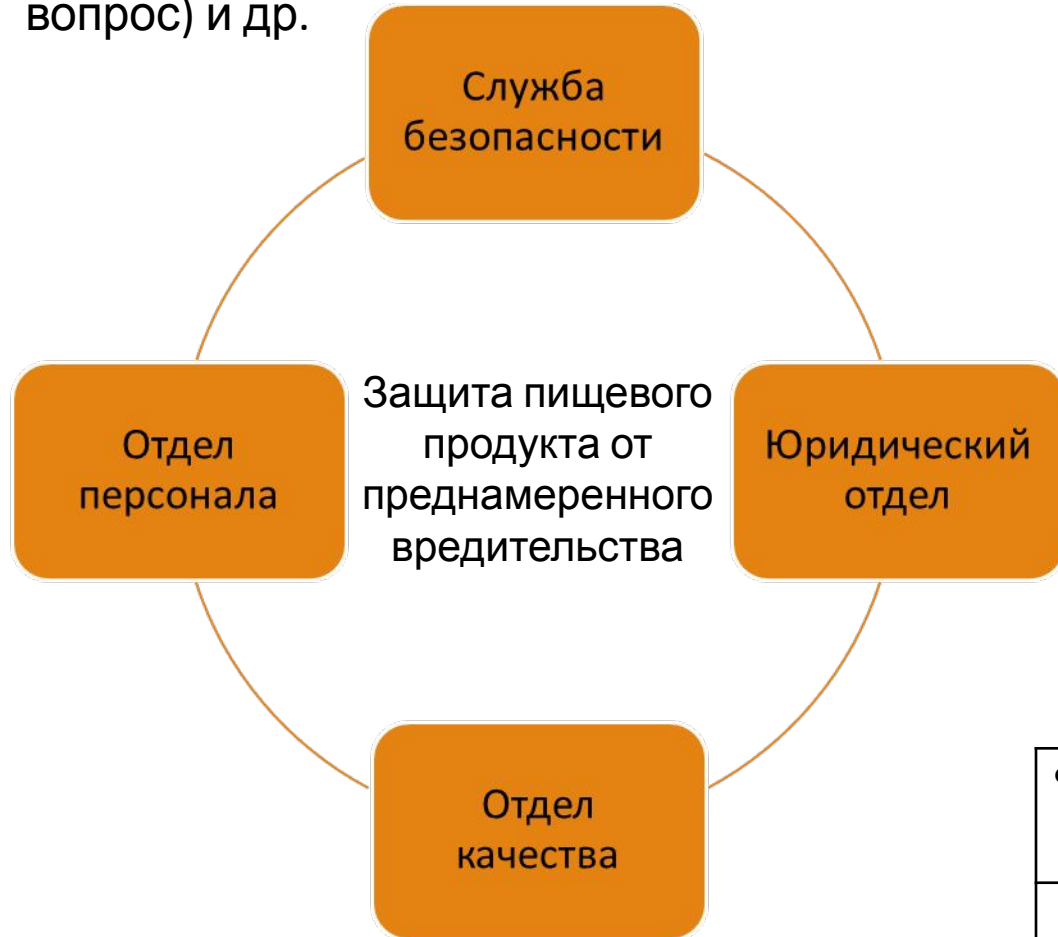 вопрос) и др.
Служба
безопасности
Отдел
персонала
Защита пищевого
продукта от
преднамеренного
вредительства
Юридический
отдел
Отдел
качества